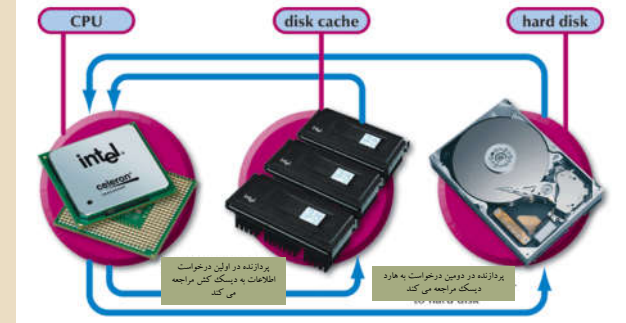 CPU
disk cache
hard disk
intel
celeron
پردازنده در اولین درخواست
اطلاعات به دیسک کش مراجعه
می کند
پردازنده در دومین درخواست به هارد
دیسک مراجعه می کند
to hard disk